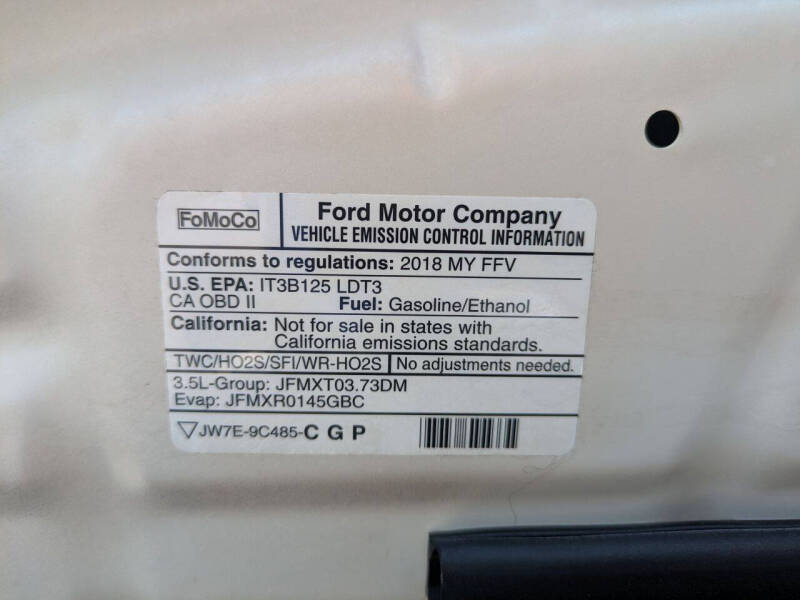 FoMoCo
Ford Motor Company
VEHICLE EMISSION CONTROL INFORMATION
Conforms to regulations: 2018 MY FFV
U.S. EPA: IT3B125 LDT3
CA OBD II Fuel: Gasoline/Ethanol
California: Not for sale in states with
California emissions standards.
TWC/HO2S/SFI/WR-HO2S No adjustments needed.
3.5L-Group: JFMXT03.73DM
Evap: JFMXR0145GBC
JW7E-9C485-C G P